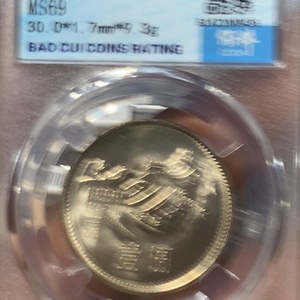 MS69
30.0*1.7mm*9.3g
BAO CUI COINS RATING
壹圆